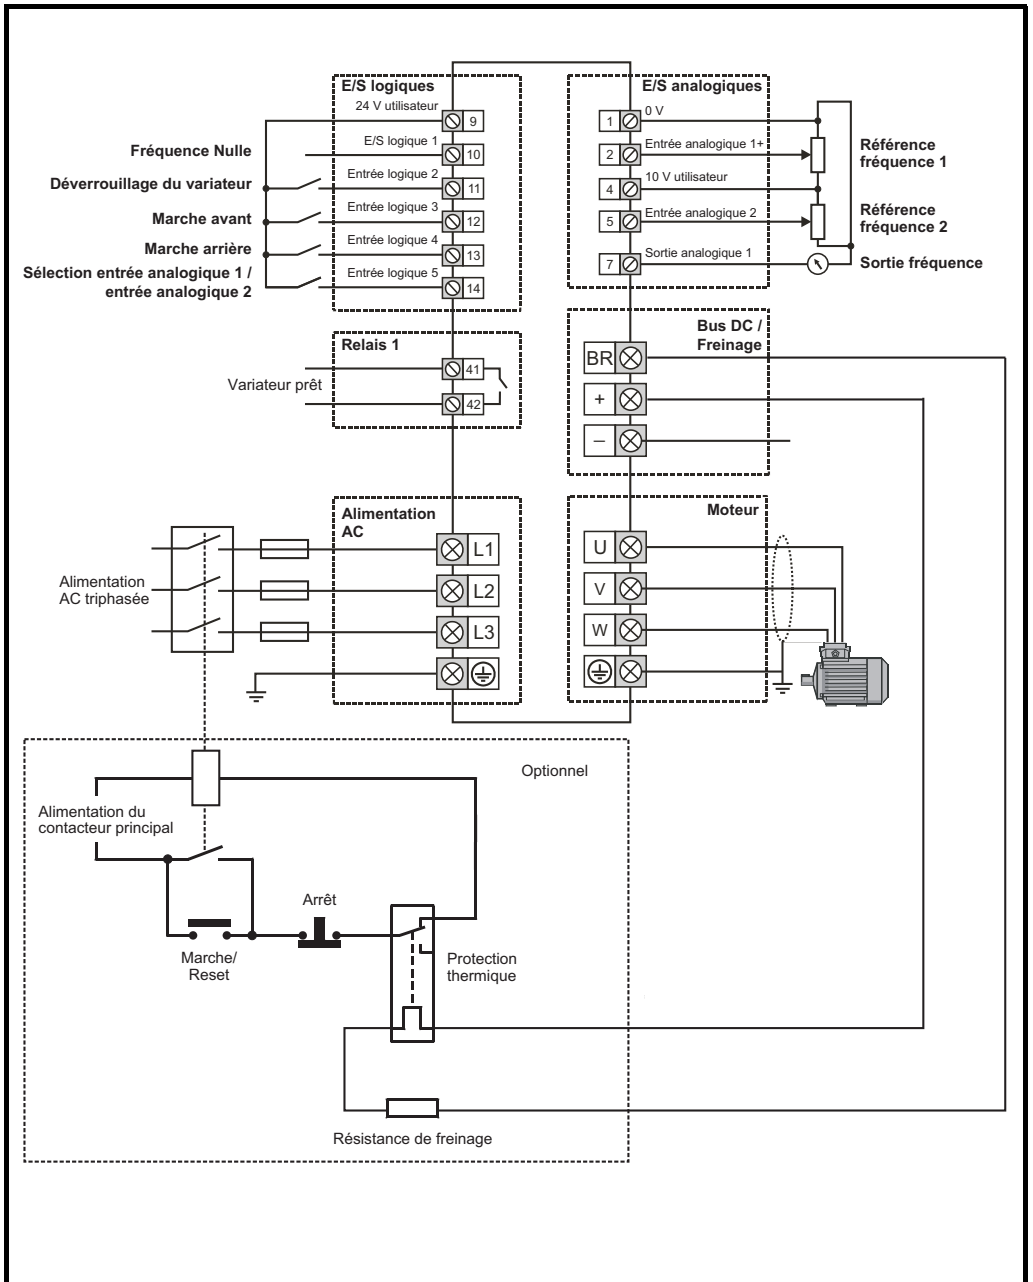 E/S logiques
24 V utilisateur
9
E/S logique 1
10
Fréquence Nulle
Entrée logique 2
11
Déverrouillage du variateur
Entrée logique 3
12
Marche avant
Entrée logique 4
13
Marche arrière
Entrée logique 5
14
Sélection entrée analogique 1 /
entrée analogique 2
E/S analogiques
1
0 V
2
Entrée analogique 1+
4
10 V utilisateur
5
Entrée analogique 2
7
Sortie analogique 1
Référence
fréquence 1
Référence
fréquence 2
Sortie fréquence
Relais 1
41
42
Variateur prêt
Bus DC /
Freinage
BR
+
–
Alimentation
AC
L1
L2
L3
Alimentation
AC triphasée
Moteur
U
V
W
Optionnel
Alimentation du
contacteur principal
Arrêt
Marche/
Reset
Protection
thermique
Résistance de freinage